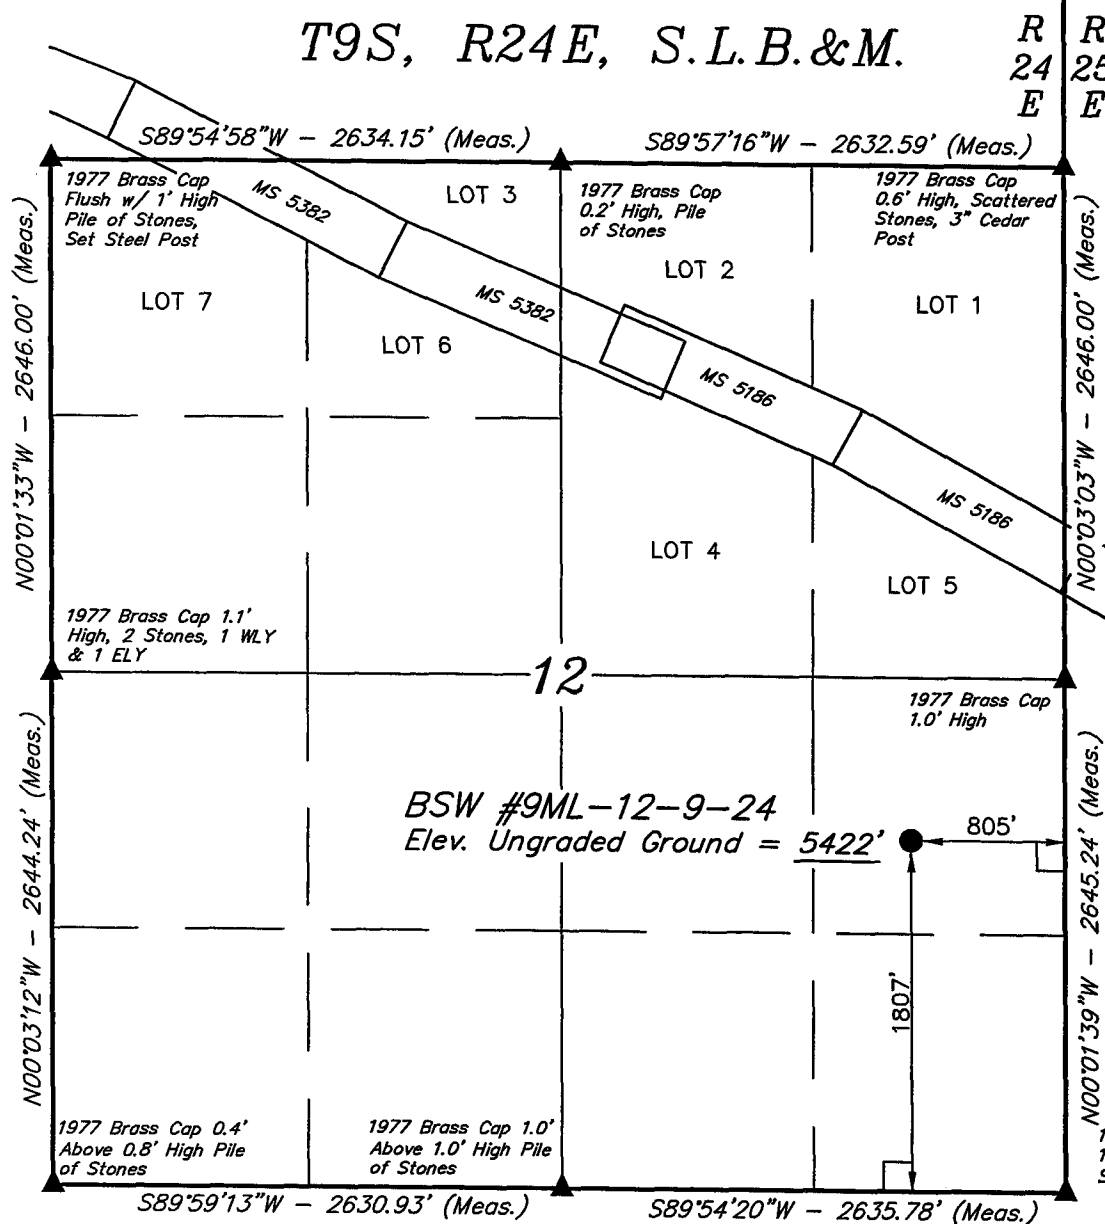 T9S, R24E, S.L.B.&M.
R
24
E
R
25
E
S89°54'58"W – 2634.15' (Meas.)
S89°57'16"W – 2632.59' (Meas.)
1977 Brass Cap
Flush w/ 1' High
Pile of Stones,
Set Steel Post
MS 5382
LOT 3
1977 Brass Cap
0.2' High, Pile
of Stones
1977 Brass Cap
0.6' High, Scattered
Stones, 3" Cedar
Post
N00°01'33"W – 2646.00' (Meas.)
N00°03'03"W – 2646.00' (Meas.)
LOT 7
MS 5382
LOT 2
LOT 1
LOT 6
MS 5186
MS 5186
LOT 4
LOT 5
1977 Brass Cap 1.1'
High, 2 Stones, 1 WLY
& 1 ELY
12
1977 Brass Cap
1.0' High
N00°03'12"W – 2644.24' (Meas.)
N00°01'39"W – 2645.24' (Meas.)
BSW #9ML–12–9–24
Elev. Ungraded Ground = 5422'
805'
1807'
1977 Brass Cap 0.4'
Above 0.8' High Pile
of Stones
1977 Brass Cap 1.0'
Above 1.0' High Pile
of Stones
S89°59'13"W – 2630.93' (Meas.)
S89°54'20"W – 2635.78' (Meas.)